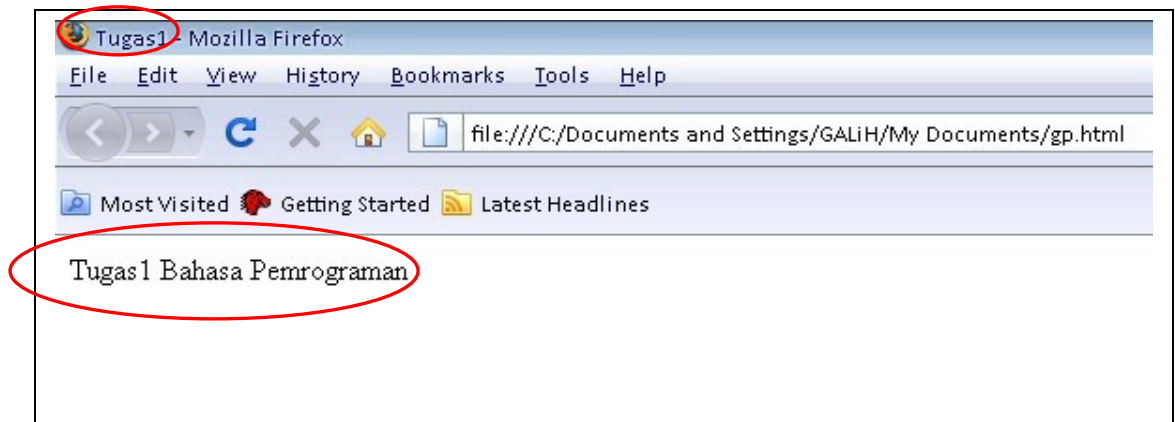 Tugas1 - Mozilla Firefox
File Edit View History Bookmarks Tools Help
file:///C:/Documents and Settings/GALiH/My Documents/gp.html
Most Visited Getting Started Latest Headlines
Tugas1 Bahasa Pemrograman